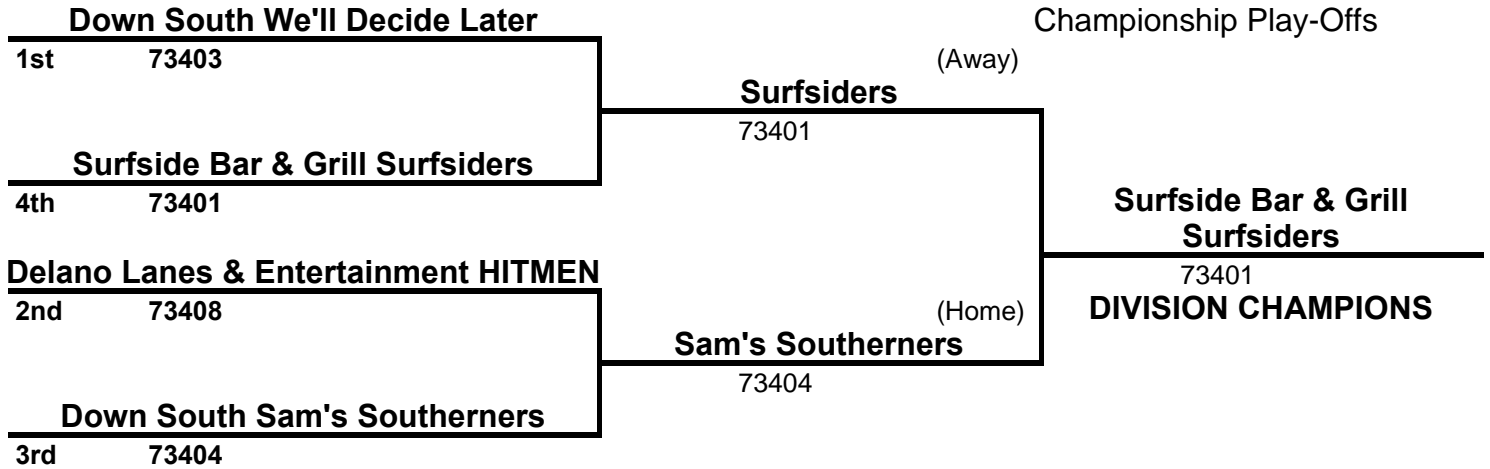 Down South We'll Decide Later
Championship Play-Offs
1st 73403
(Away)
Surfsiders
73401
Surfside Bar & Grill Surfsiders
4th 73401
Surfside Bar & Grill
Surfsiders
Delano Lanes & Entertainment HITMEN
73401
2nd 73408
(Home)
DIVISION CHAMPIONS
Sam's Southerners
73404
Down South Sam's Southerners
3rd 73404